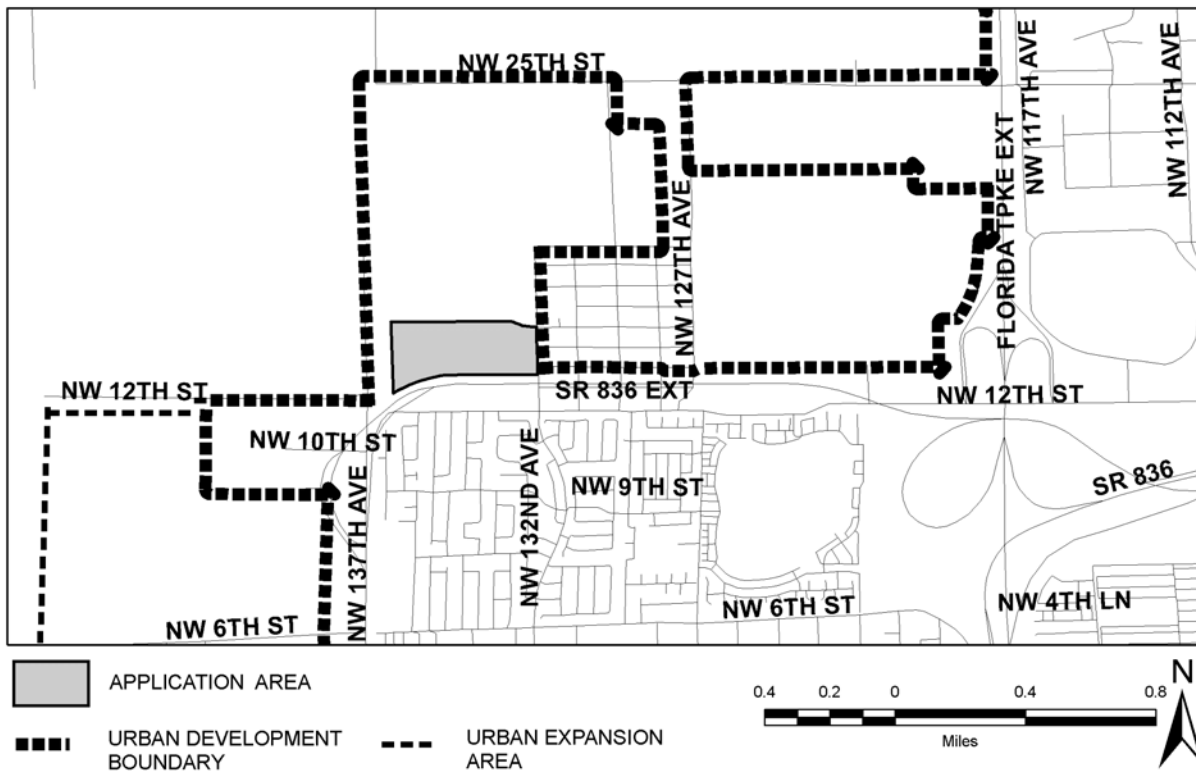 NW 25TH ST
NW 117TH AVE
NW 112TH AVE
FLORIDA TPKE EXT
NW 127TH AVE
NW 12TH ST
SR 836 EXT
NW 12TH ST
NW 10TH ST
NW 137TH AVE
NW 132ND AVE
NW 9TH ST
SR 836
NW 6TH ST
NW 6TH ST
NW 4TH LN
APPLICATION AREA
URBAN DEVELOPMENT
BOUNDARY
URBAN EXPANSION
AREA
0.4 0.2 0 0.4 0.8
Miles
N